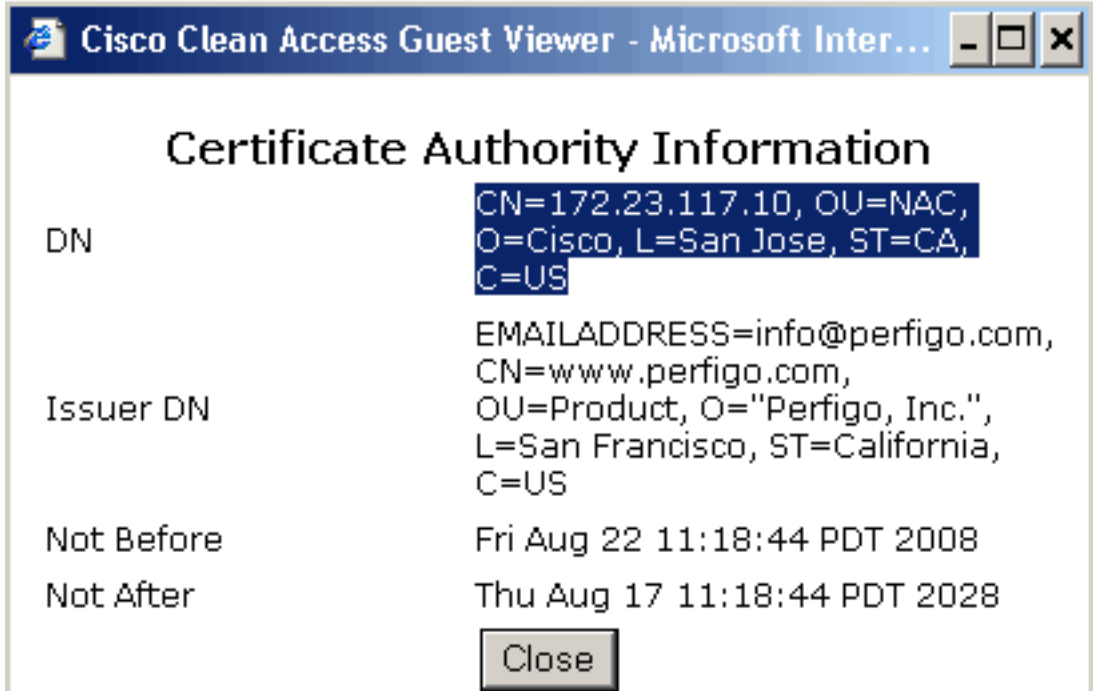 Cisco Clean Access Guest Viewer - Microsoft Inter...
Certificate Authority Information
DN
CN=172.23.117.10, OU=NAC,
O=Cisco, L=San Jose, ST=CA,
C=US
Issuer DN
EMAILADDRESS=info@perfigo.com,
CN=www.perfigo.com,
OU=Product, O="Perfigo, Inc.",
L=San Francisco, ST=California,
C=US
Not Before
Fri Aug 22 11:18:44 PDT 2008
Not After
Thu Aug 17 11:18:44 PDT 2028
Close